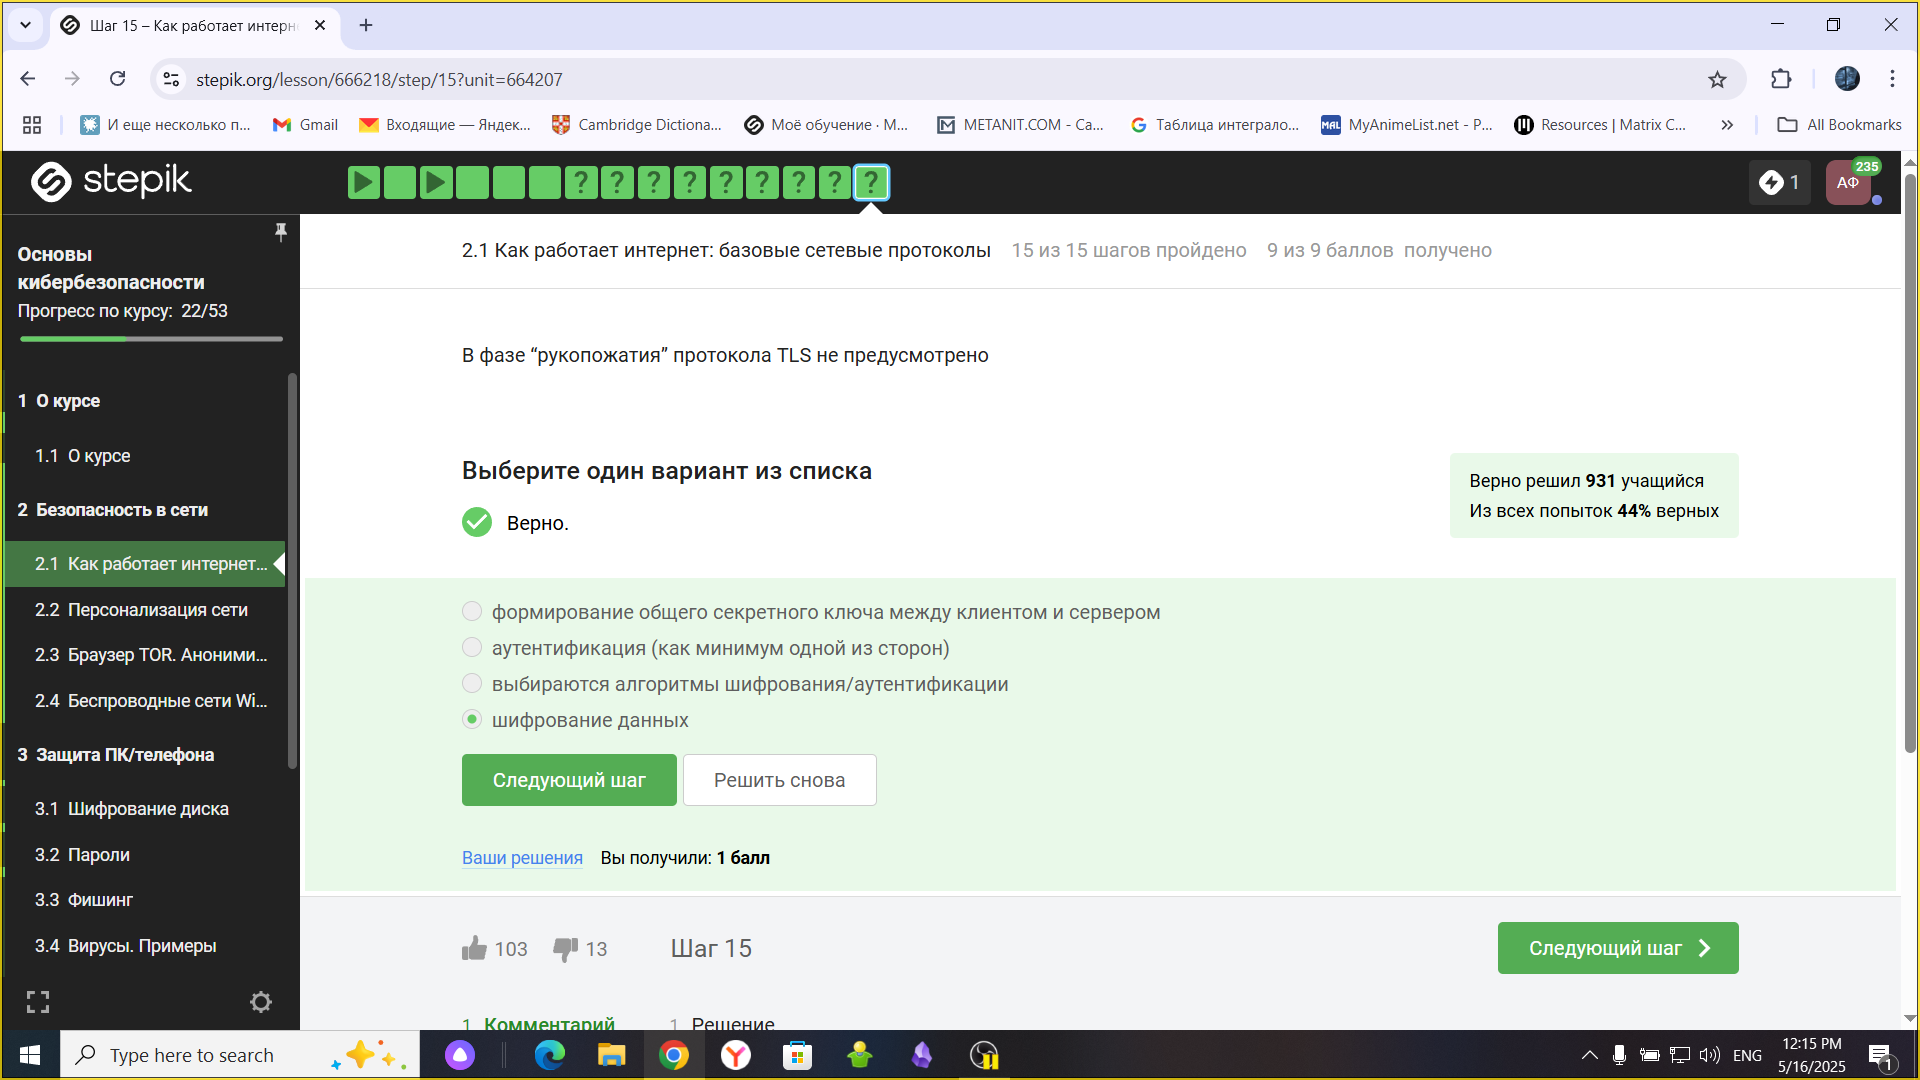 Шаг 15 – Как работает интерн
stepik.org/lesson/666218/step/15?unit=664207
И еще несколько п...
Gmail
Входящие — Яндек...
Cambridge Dictiona...
Моё обучение · М...
METANIT.COM - Са...
Таблица интегралo...
MAL
MyAnimeList.net - P...
Resources | Matrix C...
»
All Bookmarks
stepik
? ? ? ? ? ? ? ? ?
1
АФ
235
Основы
кибербезопасности
Прогресс по курсу: 22/53
1 О курсе
1.1 О курсе
2 Безопасность в сети
2.1 Как работает интернет...
2.2 Персонализация сети
2.3 Браузер TOR. Аноними...
2.4 Беспроводные сети Wi...
3 Защита ПК/телефона
3.1 Шифрование диска
3.2 Пароли
3.3 Фишинг
3.4 Вирусы. Примеры
2.1 Как работает интернет: базовые сетевые протоколы 15 из 15 шагов пройдено 9 из 9 баллов получено
В фазе “рукопожатия” протокола TLS не предусмотрено
Выберите один вариант из списка
Верно.
Верно решил 931 учащийся
Из всех попыток 44% верных
формирование общего секретного ключа между клиентом и сервером
аутентификация (как минимум одной из сторон)
выбираются алгоритмы шифрования/аутентификации
шифрование данных
Следующий шаг
Решить снова
Ваши решения Вы получили: 1 балл
103 13 Шаг 15
Следующий шаг
1 Комментарий 1 Решение
Type here to search
ENG
12:15 PM
5/16/2025
1